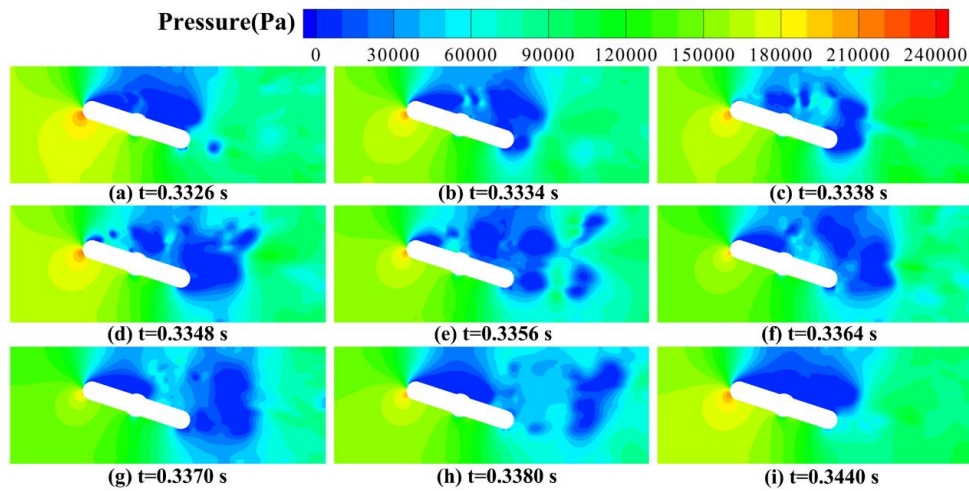 Pressure(Pa)
0 30000 60000 90000 120000 150000 180000 210000 240000
(a) t=0.3326 s (b) t=0.3334 s (c) t=0.3338 s
(d) t=0.3348 s (e) t=0.3356 s (f) t=0.3364 s
(g) t=0.3370 s (h) t=0.3380 s (i) t=0.3440 s